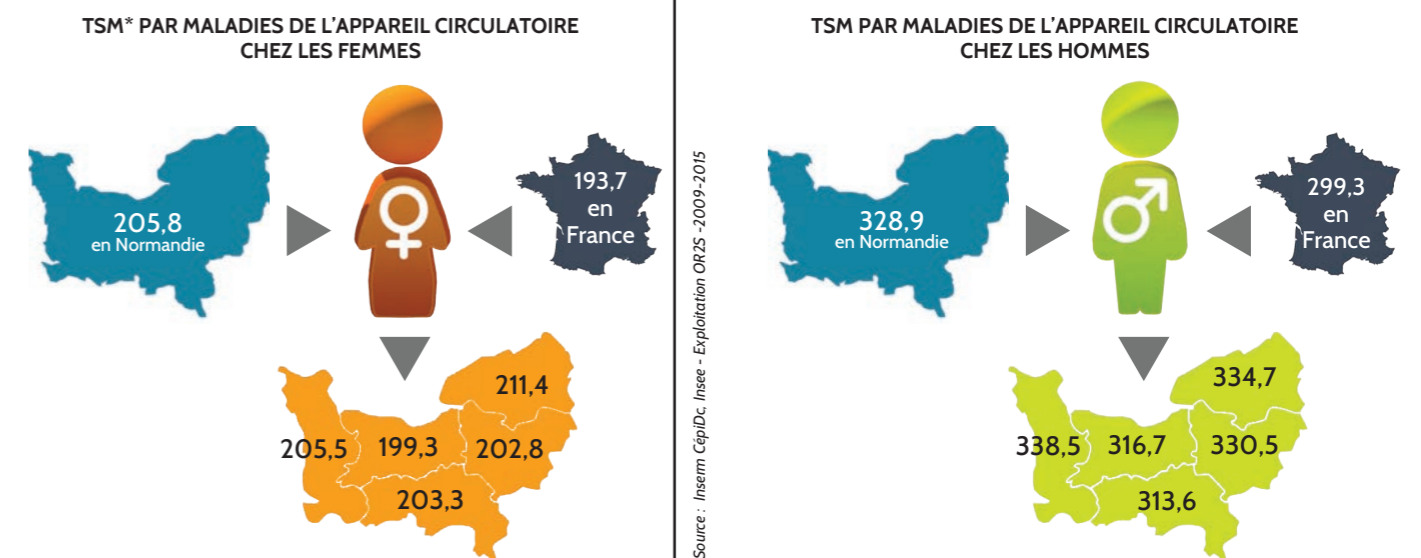 TSM* PAR MALADIES DE L'APPAREIL CIRCULATOIRE
CHEZ LES FEMMES
205,8
en Normandie
193,7
en
France
211,4
205,5
199,3
202,8
203,3
Source : Inserm CépiDc, Insee - Exploitation OR2S -2009-2015
TSM PAR MALADIES DE L'APPAREIL CIRCULATOIRE
CHEZ LES HOMMES
328,9
en Normandie
299,3
en
France
334,7
338,5
316,7
330,5
313,6